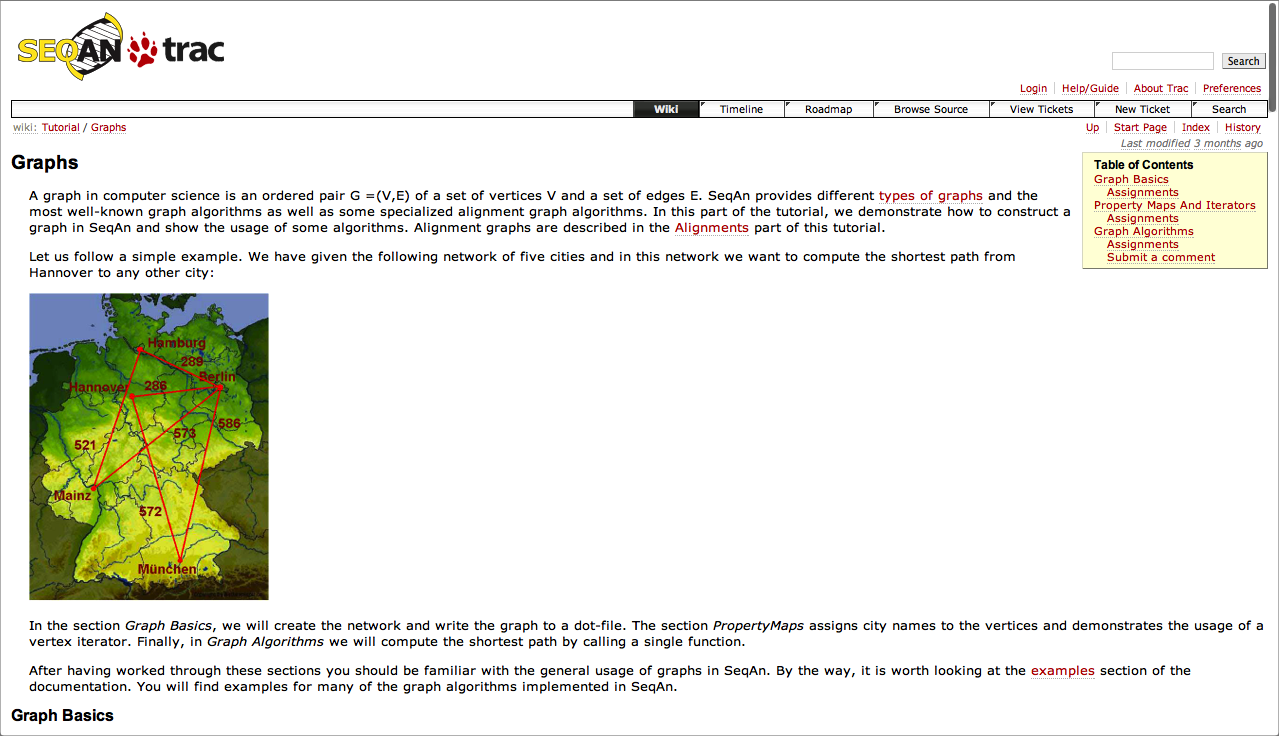 SEQAN trac
Search
Login Help/Guide About Trac Preferences
Wiki Timeline Roadmap Browse Source View Tickets New Ticket Search
wiki: Tutorial / Graphs
Up Start Page Index History
Last modified 3 months ago
Graphs
A graph in computer science is an ordered pair G =(V,E) of a set of vertices V and a set of edges E. SeqAn provides different types of graphs and the
most well-known graph algorithms as well as some specialized alignment graph algorithms. In this part of the tutorial, we demonstrate how to construct a
graph in SeqAn and show the usage of some algorithms. Alignment graphs are described in the Alignments part of this tutorial.
Let us follow a simple example. We have given the following network of five cities and in this network we want to compute the shortest path from
Hannover to any other city:
Table of Contents
Graph Basics
Assignments
Property Maps And Iterators
Assignments
Graph Algorithms
Assignments
Submit a comment
Hamburg
289
Berlin
Hannover 286
586
573
521
Mainz
572
München
In the section Graph Basics, we will create the network and write the graph to a dot-file. The section PropertyMaps assigns city names to the vertices and demonstrates the usage of a
vertex iterator. Finally, in Graph Algorithms we will compute the shortest path by calling a single function.
After having worked through these sections you should be familiar with the general usage of graphs in SeqAn. By the way, it is worth looking at the examples section of the
documentation. You will find examples for many of the graph algorithms implemented in SeqAn.
Graph Basics